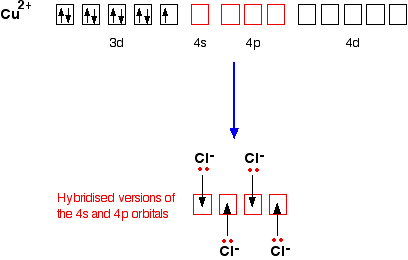 Cu2+
3d 4s 4p 4d
Cl- Cl-
Hybridised versions of
the 4s and 4p orbitals
Cl- Cl-